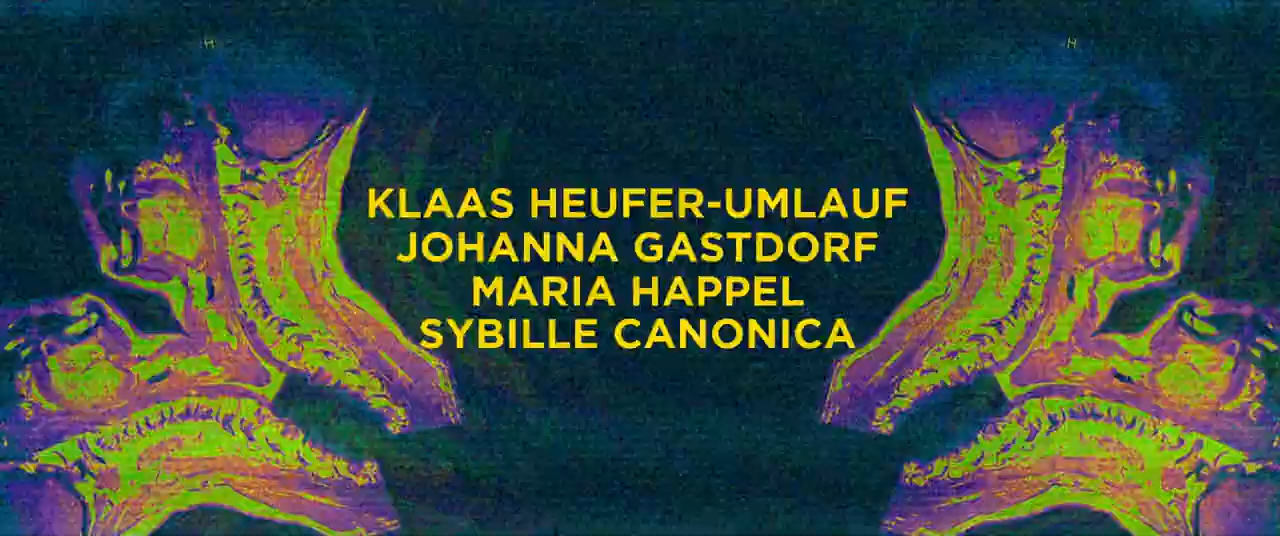 H H
KLAAS HEUFER-UMLAUF
JOHANNA GASTDORF
MARIA HAPPEL
SYBILLE CANONICA